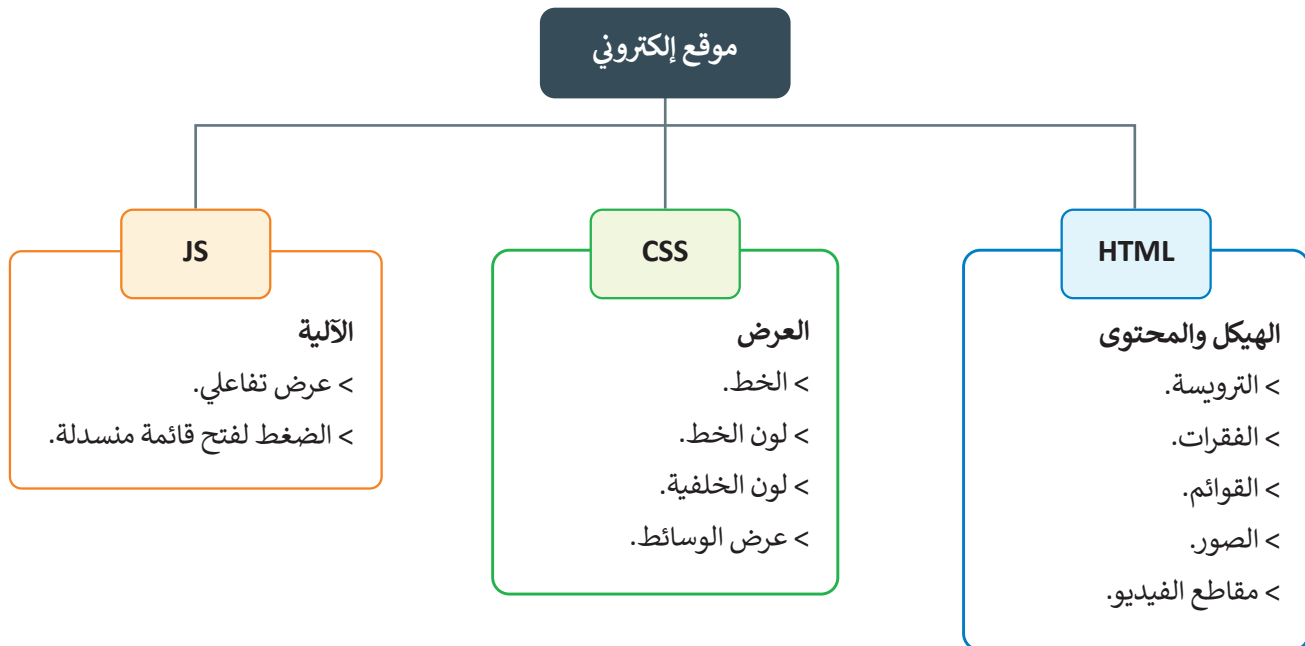 موقع إلكتروني
HTML
الهيكل والمحتوى
> الترويسة.
> الفقرات.
> القوائم.
> الصور.
> مقاطع الفيديو.
CSS
العرض
> الخط.
> لون الخط.
> لون الخلفية.
> عرض الوسائط.
JS
الآلية
> عرض تفاعلي.
> الضغط لفتح قائمة منسدلة.